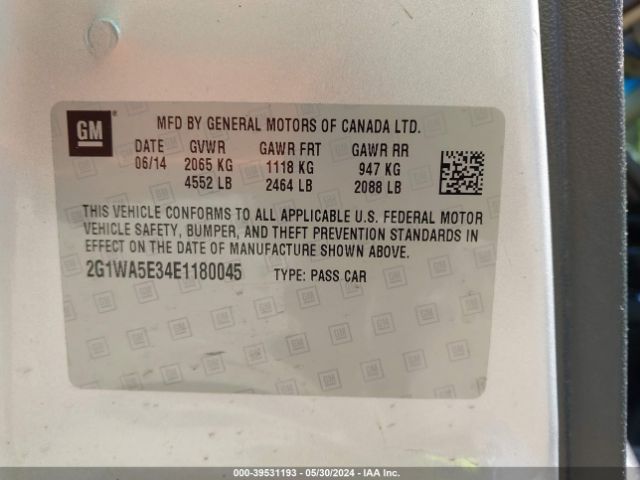 GM
MFD BY GENERAL MOTORS OF CANADA LTD.
DATE GVWR GAWR FRT GAWR RR
06/14 2065 KG 1118 KG 947 KG
4552 LB 2464 LB 2088 LB
THIS VEHICLE CONFORMS TO ALL APPLICABLE U.S. FEDERAL MOTOR
VEHICLE SAFETY, BUMPER, AND THEFT PREVENTION STANDARDS IN
EFFECT ON THE DATE OF MANUFACTURE SHOWN ABOVE.
2G1WA5E34E1180045 TYPE: PASS CAR
000-39531193 - 05/30/2024 - IAA Inc.